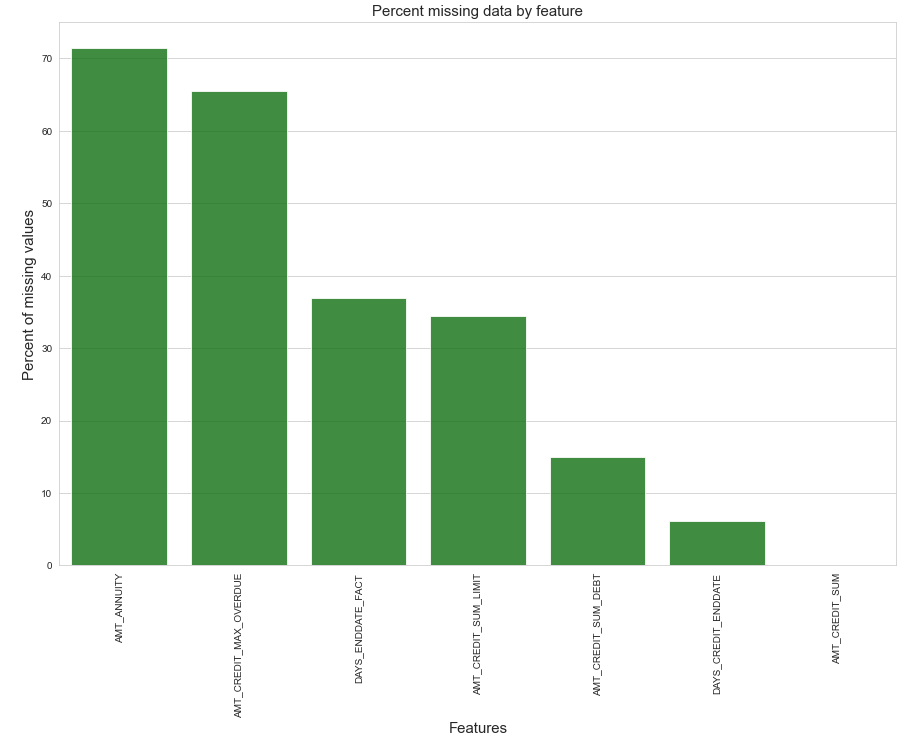 Percent missing data by feature
Percent of missing values
70
60
50
40
30
20
10
0
AMT_ANNUITY
AMT_CREDIT_MAX_OVERDUE
DAYS_ENDDATE_FACT
AMT_CREDIT_SUM_LIMIT
AMT_CREDIT_SUM_DEBT
DAYS_CREDIT_ENDDATE
AMT_CREDIT_SUM
Features